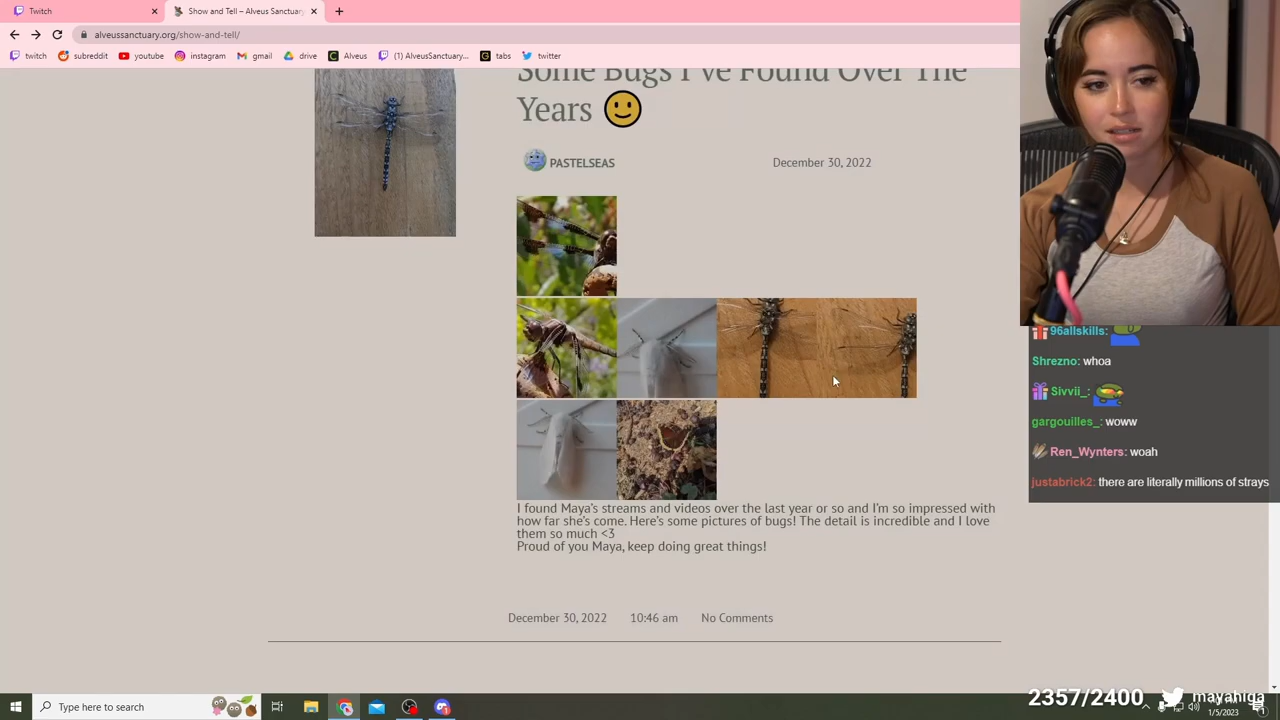 Twitch
Show and Tell – Alveus Sanctuary
alveussanctuary.org/show-and-tell/
twitch
subreddit
youtube
instagram
gmail
drive
Alveus
(1) AlveusSanctuary...
tabs
twitter
Some Bugs I've Found Over The
Years
PASTELSEAS
December 30, 2022
I found Maya's streams and videos over the last year or so and I'm so impressed with
how far she's come. Here's some pictures of bugs! The detail is incredible and I love
them so much <3
Proud of you Maya, keep doing great things!
December 30, 2022 10:46 am No Comments
96allskills:
Shrezno: whoa
Sivvii_:
gargouilles_: woww
Ren_Wynters: woah
justabrick2: there are literally millions of strays
2357/2400 mayahiga
Type here to search
1/5/2023